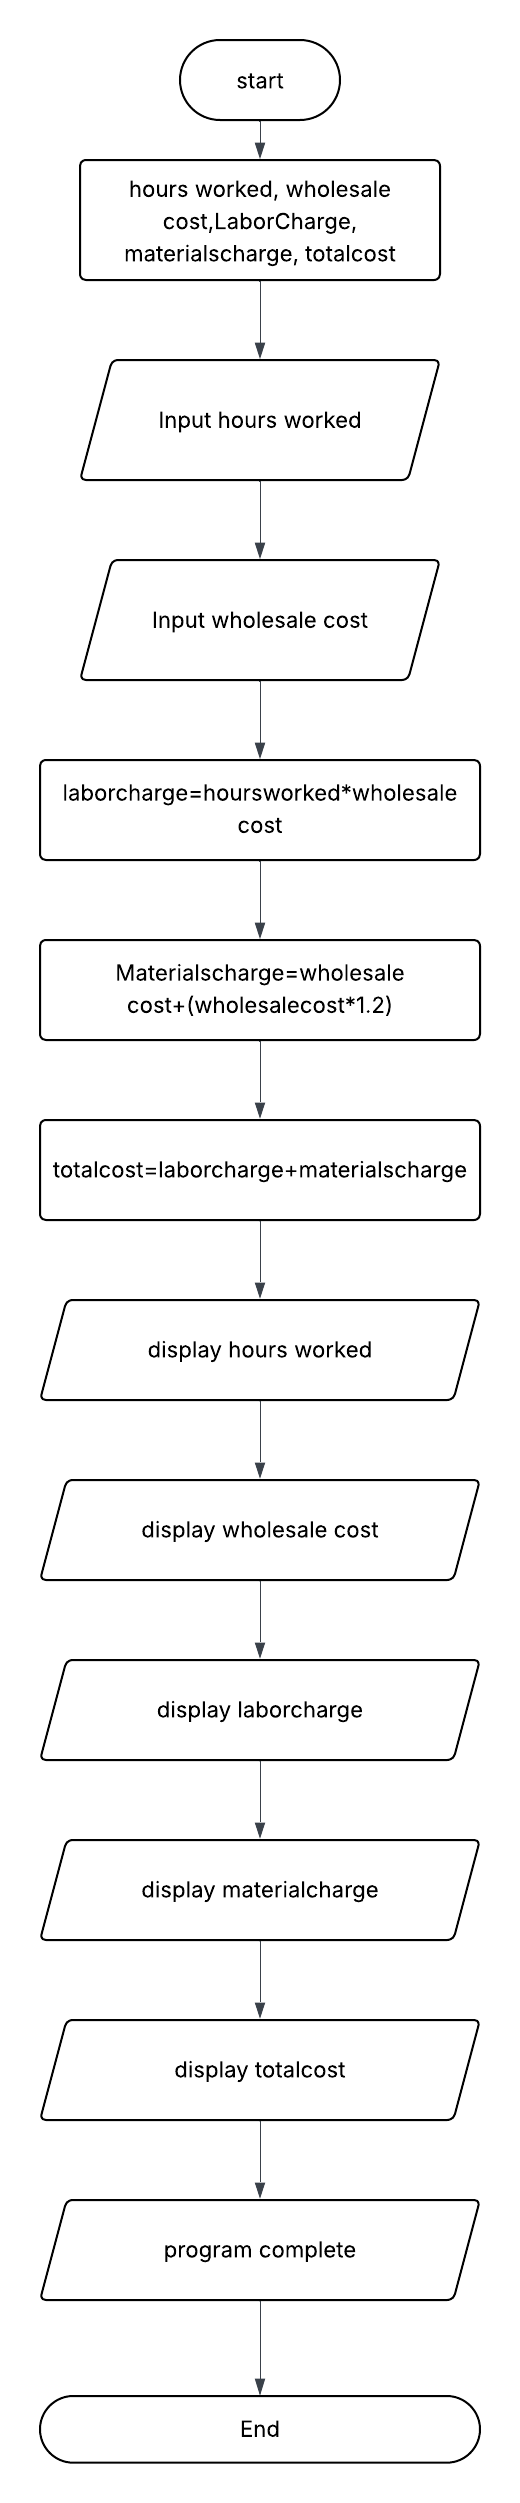 start
hours worked, wholesale
cost,LaborCharge,
materialscharge, totalcost
Input hours worked
Input wholesale cost
laborcharge=hoursworked*wholesale
cost
Materialscharge=wholesale
cost+(wholesalecost*1.2)
totalcost=laborcharge+materialscharge
display hours worked
display wholesale cost
display laborcharge
display materialcharge
display totalcost
program complete
End